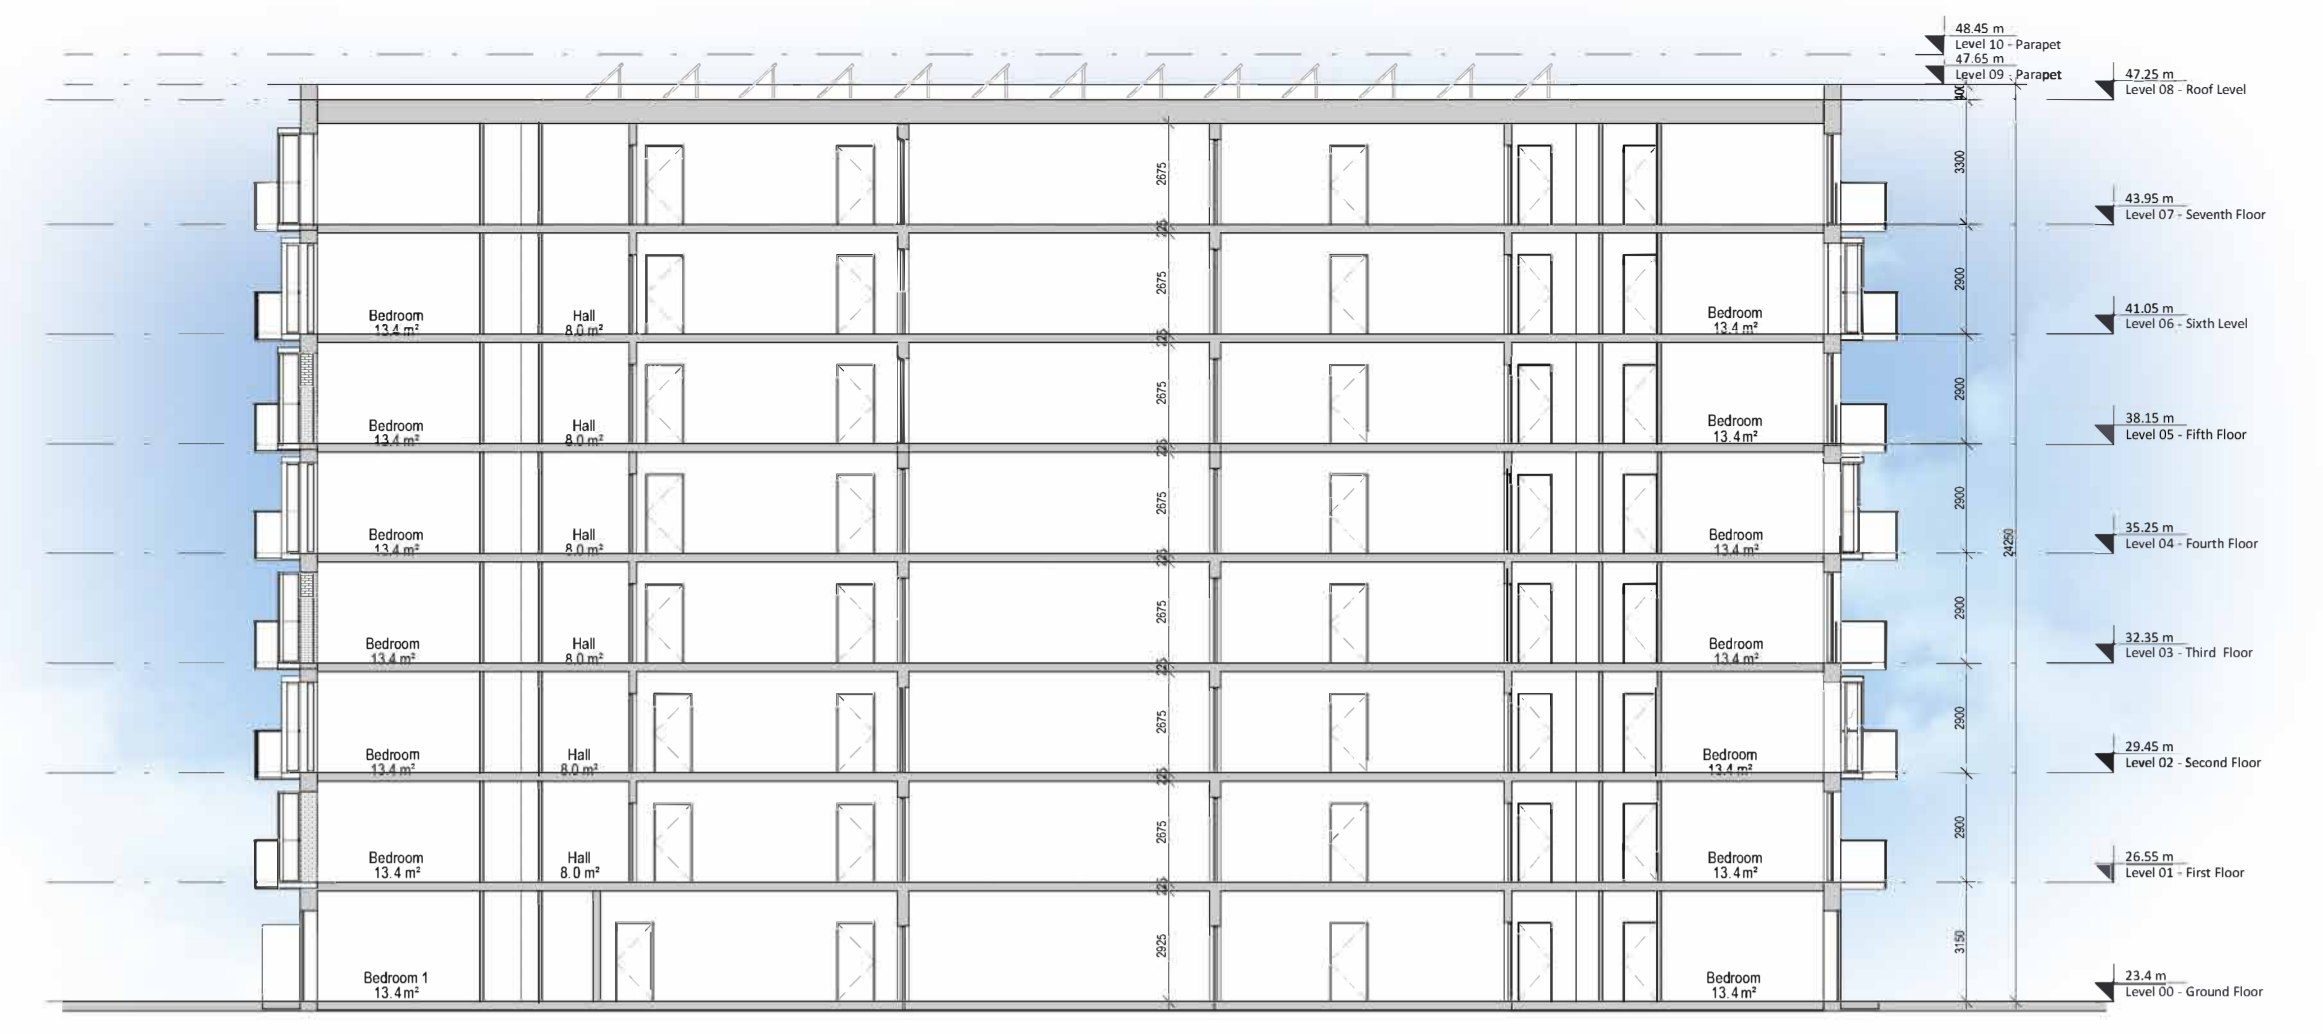 48.45 m
Level 10 - Parapet
47.65 m
Level 09 - Parapet
47.25 m
Level 08 - Roof Level
400
3300
2675
43.95 m
Level 07 - Seventh Floor
225
2900
2675
Bedroom
13.4 m²
Hall
8.0 m²
Bedroom
13.4 m²
41.05 m
Level 06 - Sixth Level
225
2900
2675
Bedroom
13.4 m²
Hall
8.0 m²
Bedroom
13.4 m²
38.15 m
Level 05 - Fifth Floor
225
2900
2675
Bedroom
13.4 m²
Hall
8.0 m²
Bedroom
13.4 m²
35.25 m
Level 04 - Fourth Floor
24250
225
2900
2675
Bedroom
13.4 m²
Hall
8.0 m²
Bedroom
13.4 m²
32.35 m
Level 03 - Third Floor
225
2900
2675
Bedroom
13.4 m²
Hall
8.0 m²
Bedroom
13.4 m²
29.45 m
Level 02 - Second Floor
225
2900
2675
Bedroom
13.4 m²
Hall
8.0 m²
Bedroom
13.4 m²
26.55 m
Level 01 - First Floor
225
3150
2925
Bedroom 1
13.4 m²
Bedroom
13.4 m²
23.4 m
Level 00 - Ground Floor